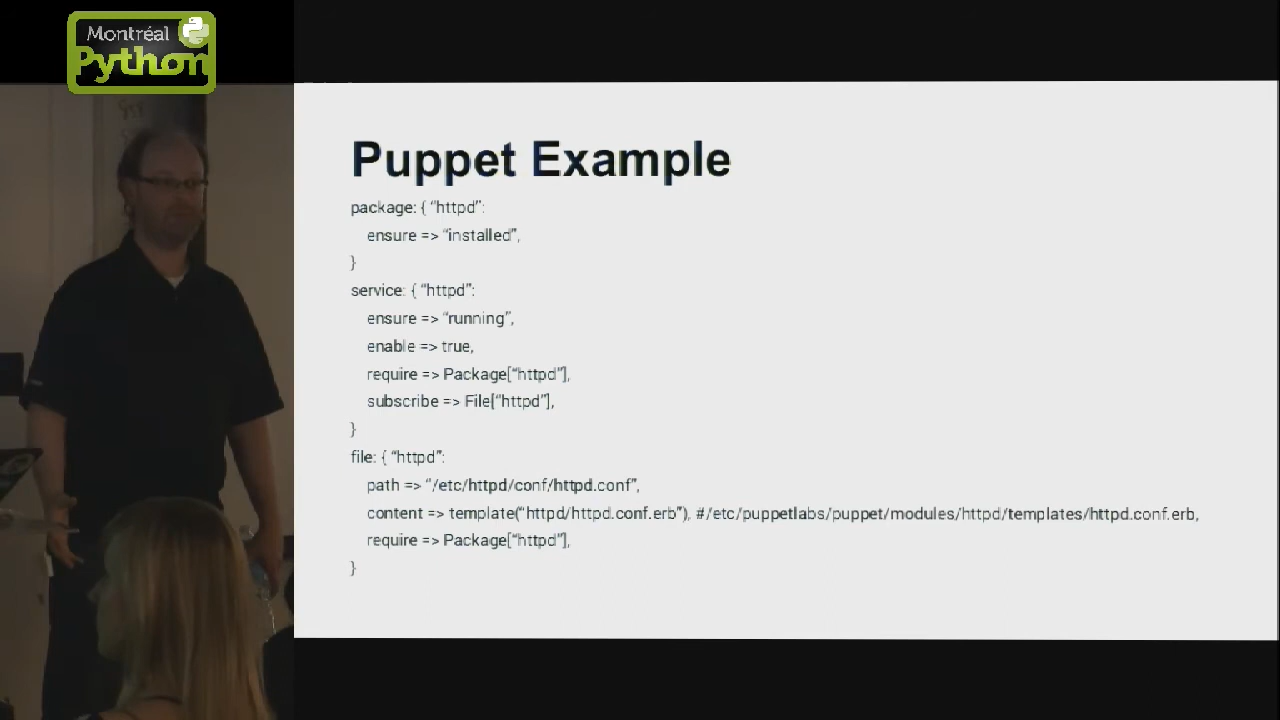 Montréal
Python
Puppet Example
package: { “httpd”:
ensure => “installed”,
}
service: { “httpd”:
ensure => “running”,
enable => true,
require => Package[“httpd”],
subscribe => File[“httpd”],
}
file: { “httpd”:
path => “/etc/httpd/conf/httpd.conf”,
content => template(“httpd/httpd.conf.erb”), #/etc/puppetlabs/puppet/modules/httpd/templates/httpd.conf.erb,
require => Package[“httpd”],
}